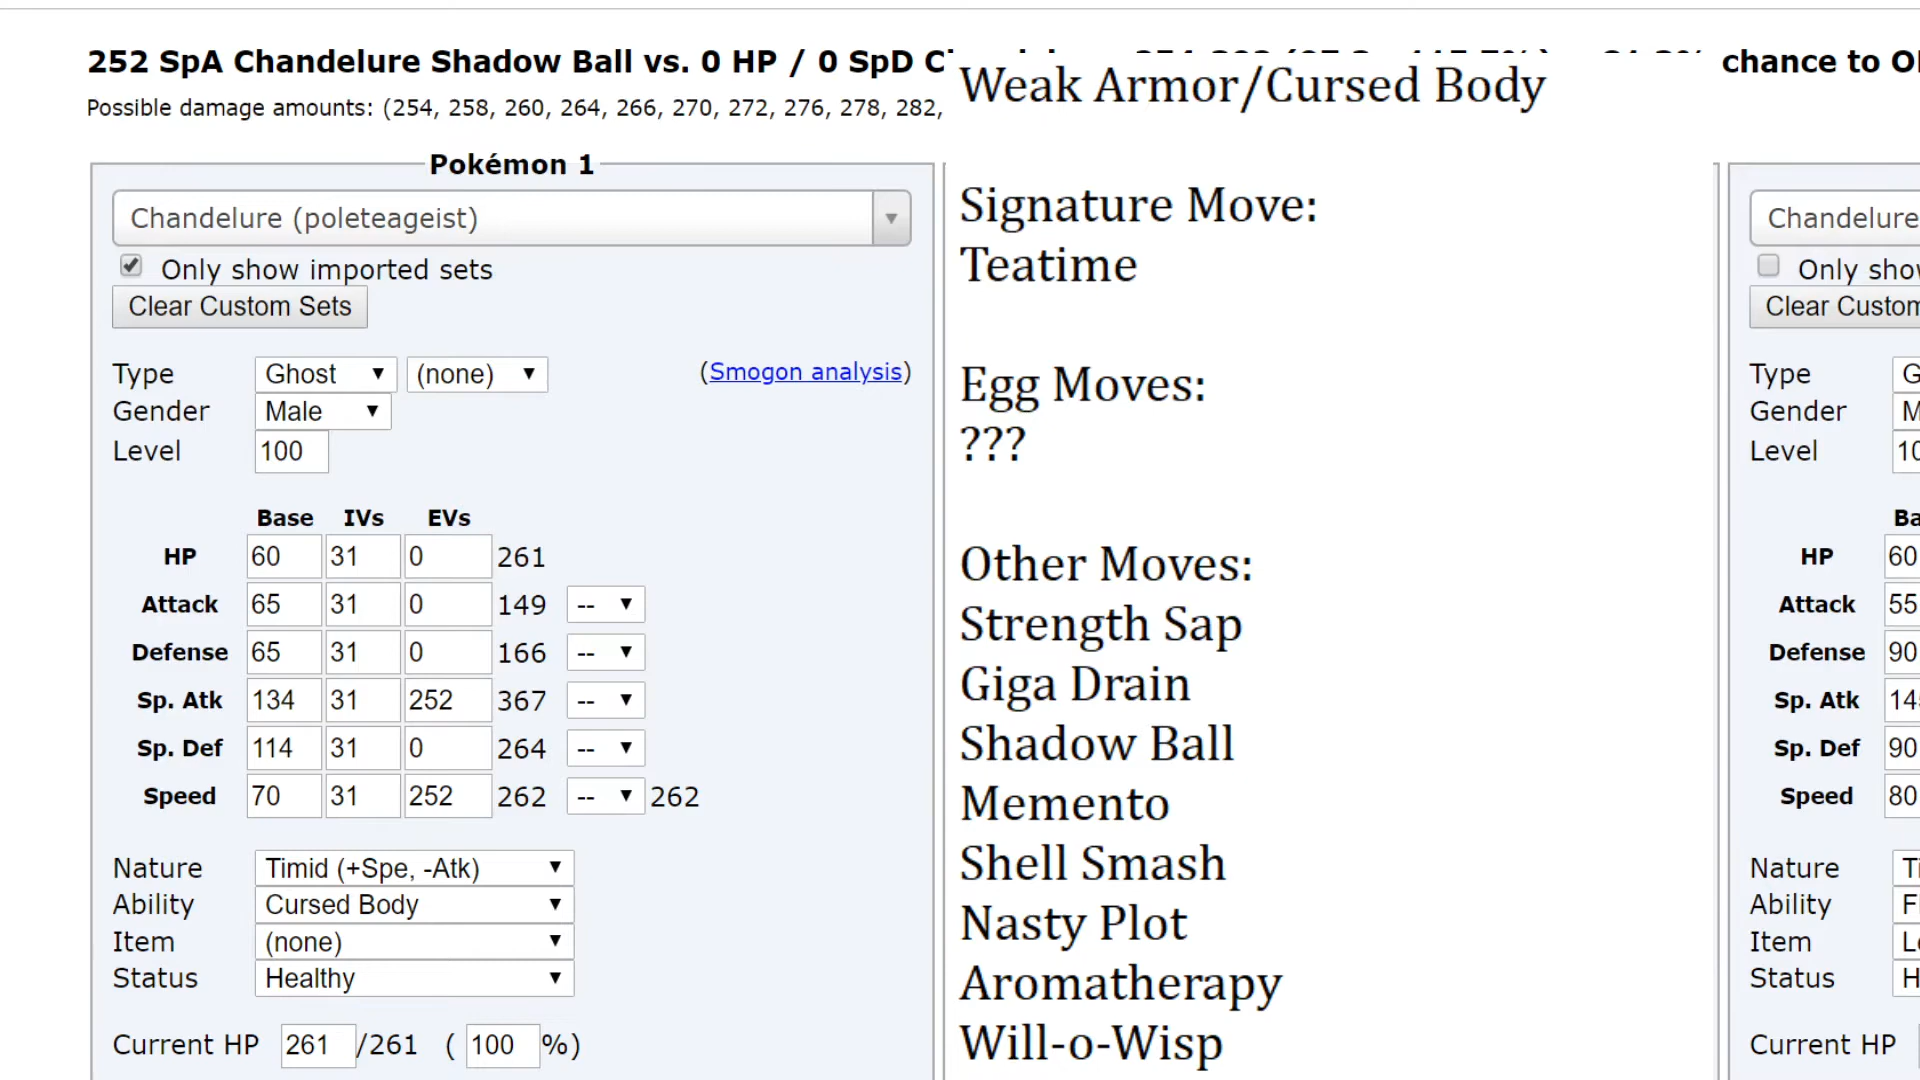 252 SpA Chandelure Shadow Ball vs. 0 HP / 0 SpD
chance to
Possible damage amounts: (254, 258, 260, 264, 266, 270, 272, 276, 278, 282,
Weak Armor/Cursed Body
Signature Move:
Teatime
Egg Moves:
???
Other Moves:
Strength Sap
Giga Drain
Shadow Ball
Memento
Shell Smash
Nasty Plot
Aromatherapy
Will-o-Wisp
Pokémon 1
Chandelure (poleteageist)
Only show imported sets
Clear Custom Sets
Type Ghost (none) (Smogon analysis)
Gender Male
Level 100
Base IVs EVs
HP 60 31 0 261
Attack 65 31 0 149 --
Defense 65 31 0 166 --
Sp. Atk 134 31 252 367 --
Sp. Def 114 31 0 264 --
Speed 70 31 252 262 -- 262
Nature Timid (+Spe, -Atk)
Ability Cursed Body
Item (none)
Status Healthy
Current HP 261/261 ( 100 %)
Chandelure
Only
Clear
Type
Gender
Level
HP 60
Attack 55
Defense 90
Sp. Atk
Sp. Def 90
Speed 80
Nature
Ability
Item
Status
Current HP